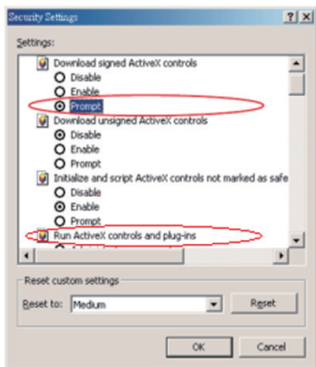 Security Settings
Settings:
Download signed ActiveX controls
Disable
Enable
Prompt
Download unsigned ActiveX controls
Disable
Enable
Prompt
Initialize and script ActiveX controls not marked as safe
Disable
Enable
Prompt
Run ActiveX controls and plug-ins
Reset custom settings
Reset to: Medium Reset
OK Cancel